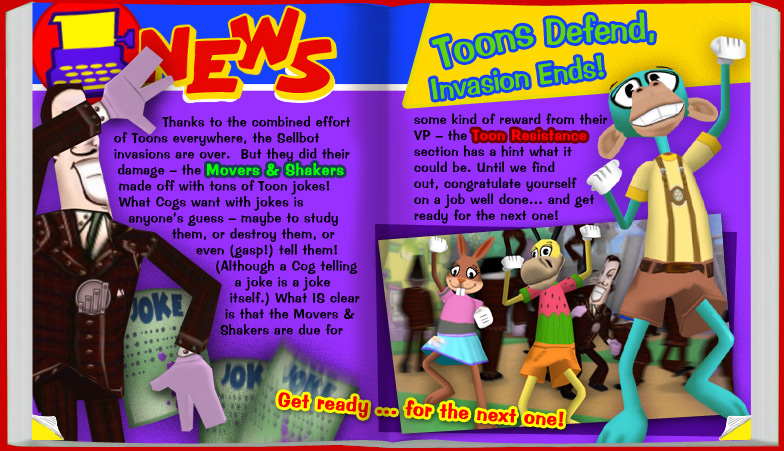 NEWS
Thanks to the combined effort
of Toons everywhere, the Sellbot
invasions are over. But they did their
damage – the Movers & Shakers
made off with tons of Toon jokes!
What Cogs want with jokes is
anyone's guess – maybe to study
them, or destroy them, or
even (gasp!) tell them!
(Although a Cog telling
a joke is a joke
itself.) What IS clear
is that the Movers &
Shakers are due for
JOKE
JOK
JOKE
Toons Defend,
Invasion Ends!
some kind of reward from their
VP – the Toon Resistance
section has a hint what it
could be. Until we find
out, congratulate yourself
on a job well done... and get
ready for the next one!
Get ready ... for the next one!